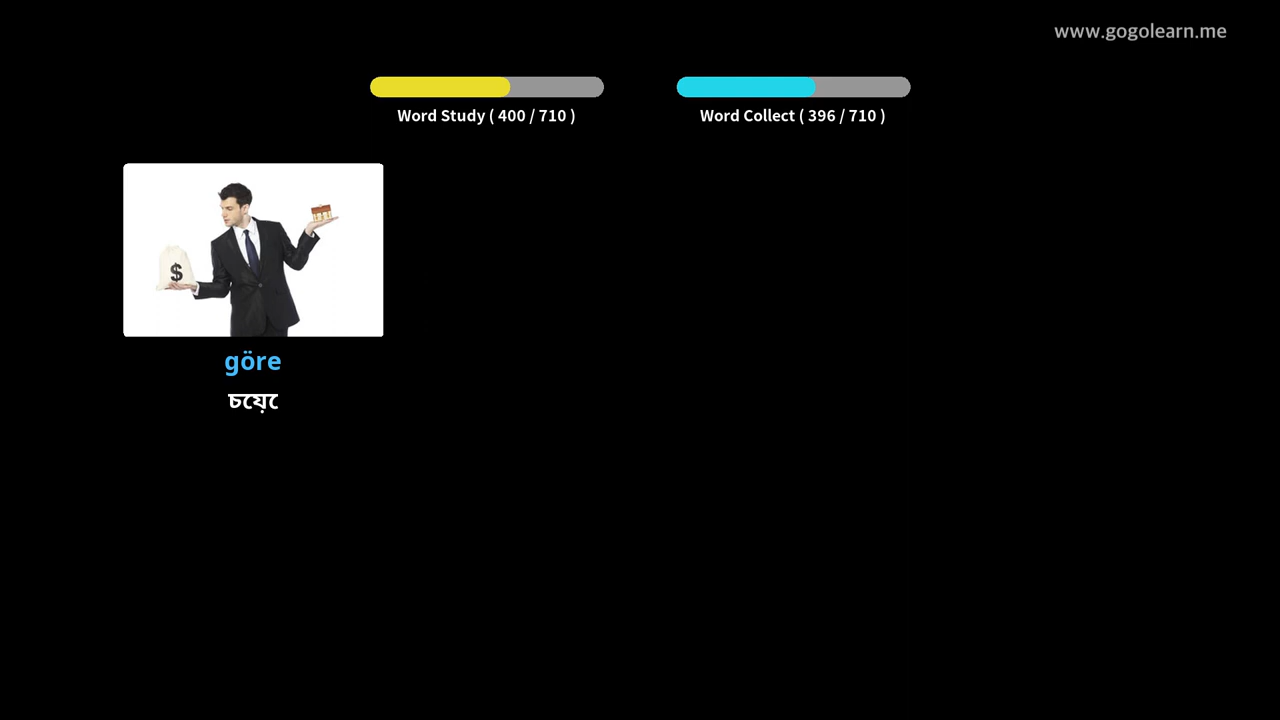 www.gogolearn.me
Word Study ( 400 / 710 )
Word Collect ( 396 / 710 )
$
göre
চেয়ে